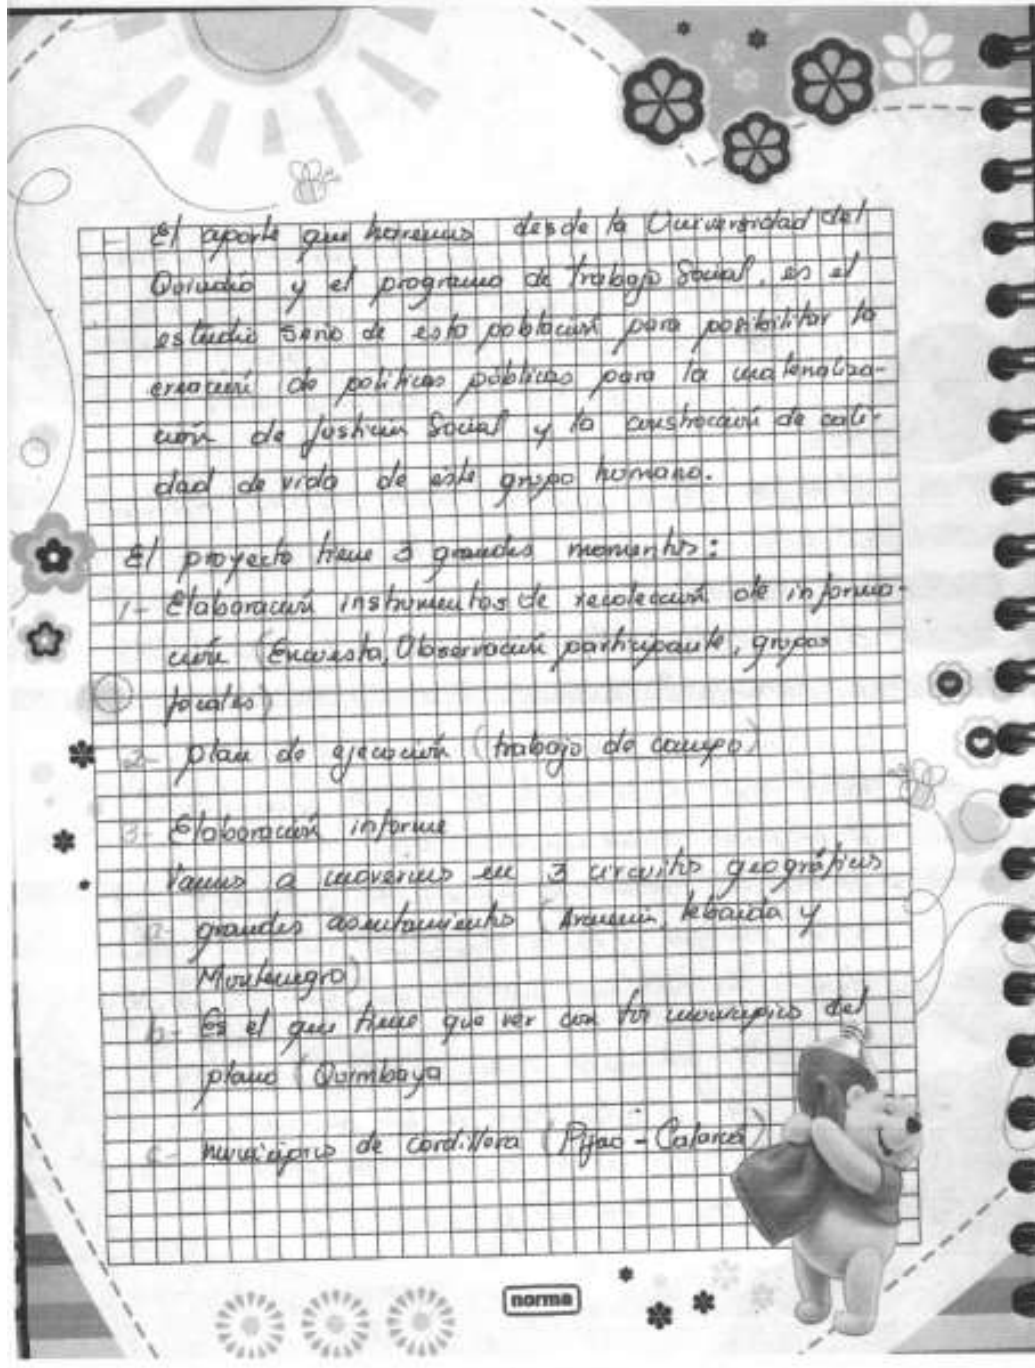 - El aporte que haremos desde la Universidad del
Quindío y el programa de trabajo Social, es el
estudio serio de esta población para posibilitar la
creación de políticas públicas para la materializa-
ción de Justicia Social y la construcción de cali-
dad de vida de este grupo humano.
El proyecto tiene 3 grandes momentos:
1- Elaboración instrumentos de recolección de informa-
ción (Encuesta, Observación participante, grupos
focales)
2- plan de ejecución (trabajo de campo)
3- Elaboración informe
Vamos a movernos en 3 circuitos geográficos
a- grandes asentamientos (Armenia, tebaida y
Montenegro)
b- Es el que tiene que ver con los municipios del
plano (Quimbaya
c- municipios de cordillera (Pijao - Calarcá)
norma